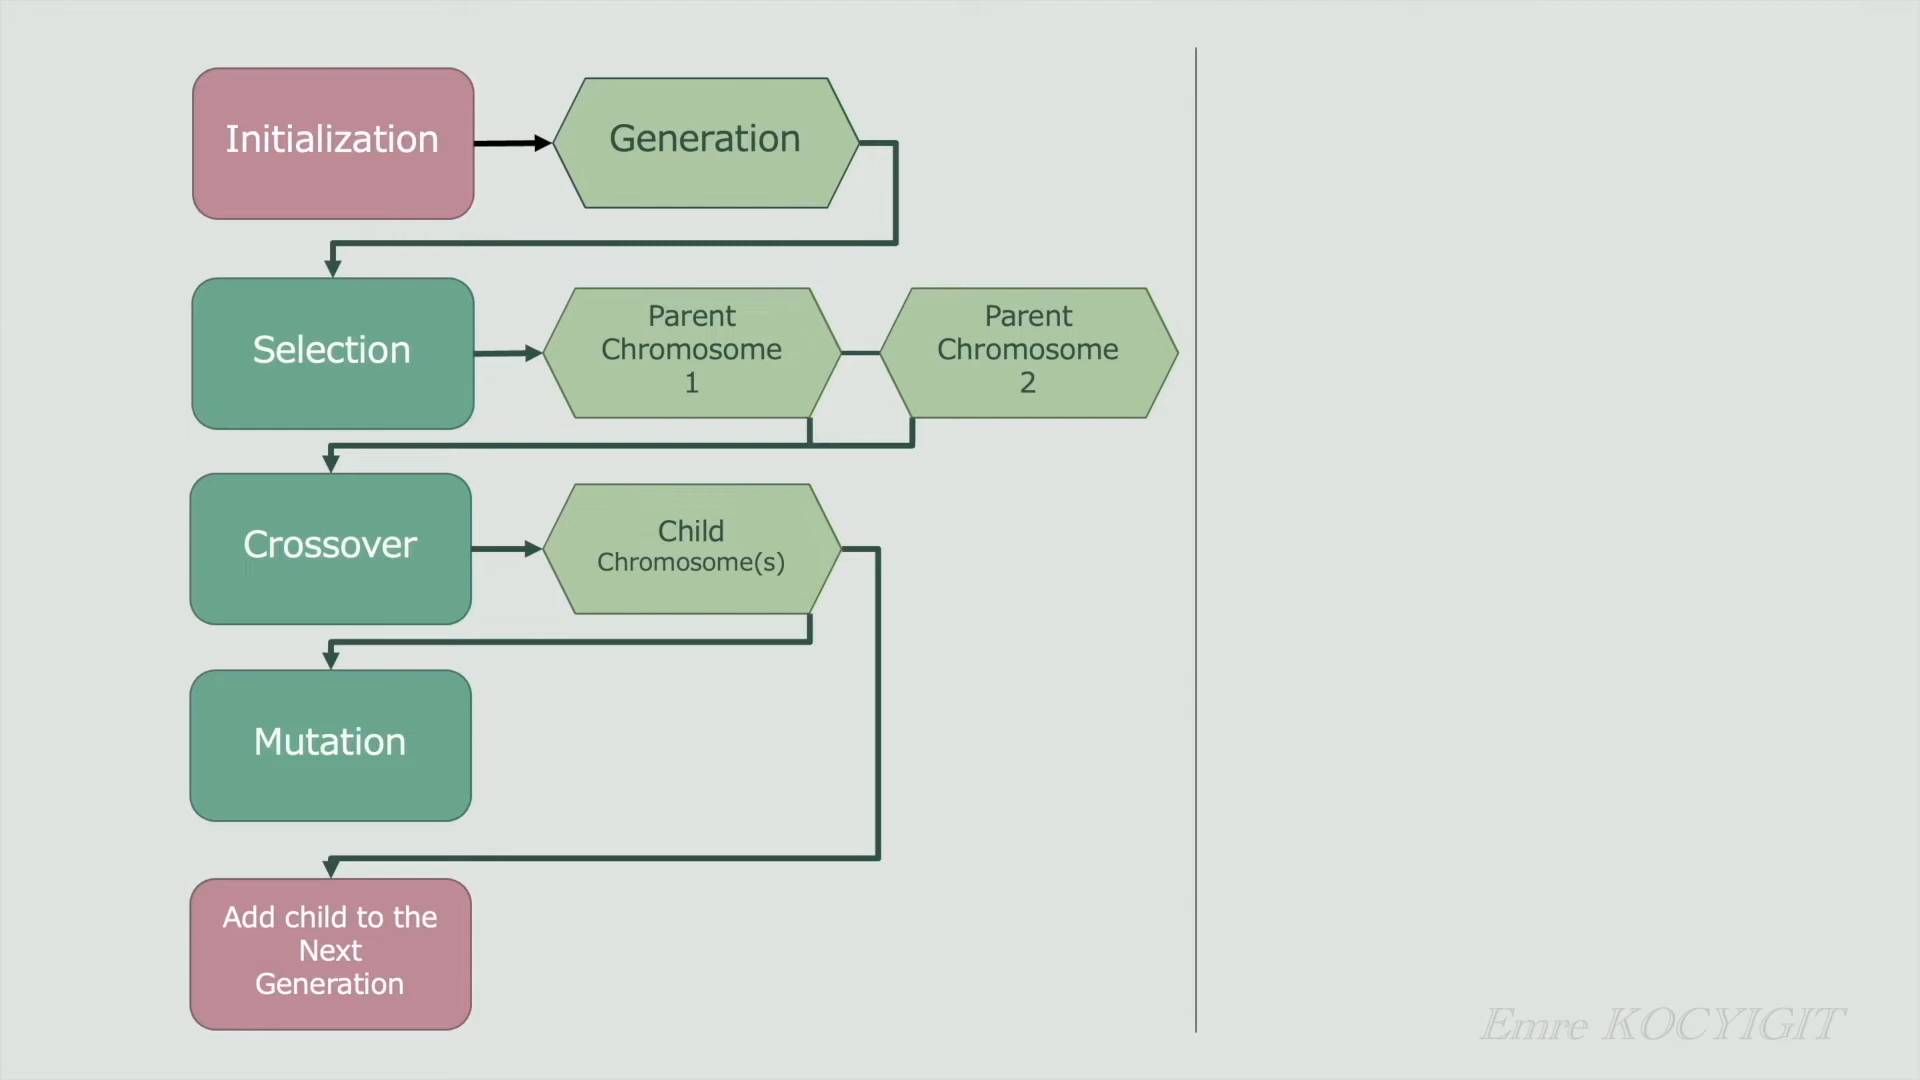 Initialization
Generation
Selection
Parent
Chromosome
1
Parent
Chromosome
2
Crossover
Child
Chromosome(s)
Mutation
Add child to the
Next
Generation
Emre KOCYIGIT